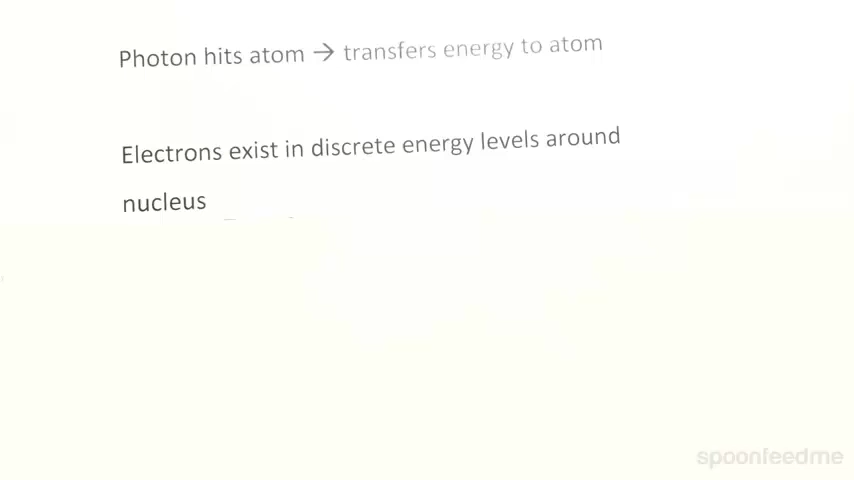 Photon hits atom → transfers energy to atom
Electrons exist in discrete energy levels around
nucleus
spoonfeedme